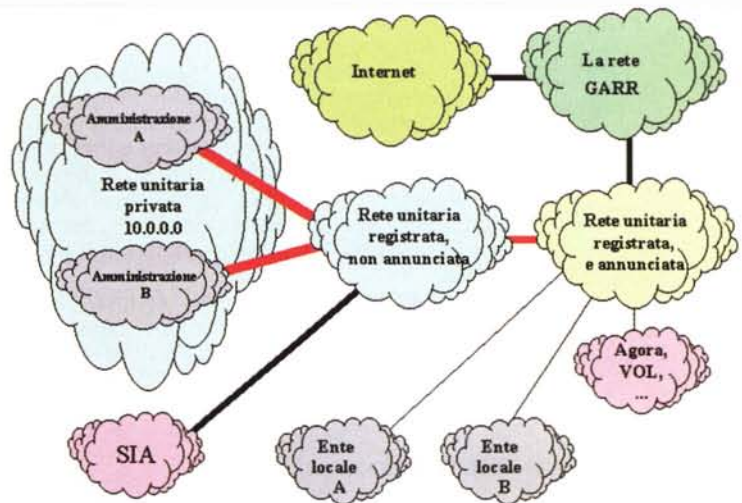 Internet
La rete
GARR
Amministrazione
A
Rete unitaria
privata
10.0.0.0
Amministrazione
B
Rete unitaria
registrata,
non annunciata
Rete unitaria
registrata,
e annunciata
SIA
Ente
locale
A
Ente
locale
B
Agora,
VOL,
...